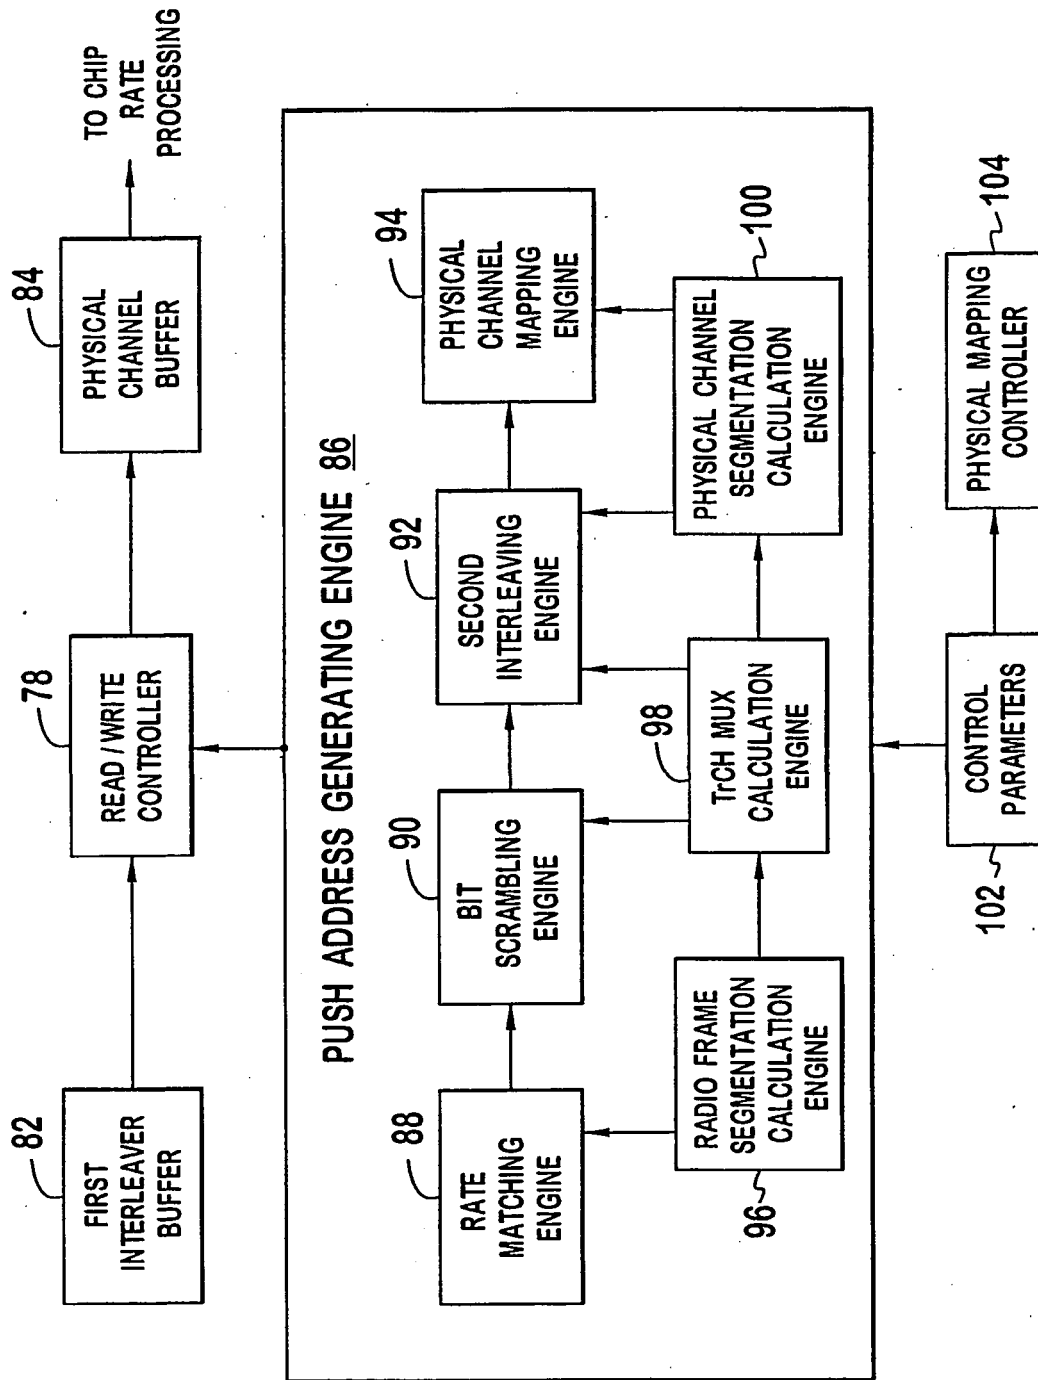 82
FIRST
INTERLEAVER
BUFFER
78
READ / WRITE
CONTROLLER
84
PHYSICAL
CHANNEL
BUFFER
TO CHIP
RATE
PROCESSING
PUSH ADDRESS GENERATING ENGINE 86
88
RATE
MATCHING
ENGINE
90
BIT
SCRAMBLING
ENGINE
92
SECOND
INTERLEAVING
ENGINE
94
PHYSICAL
CHANNEL
MAPPING
ENGINE
RADIO FRAME
SEGMENTATION
CALCULATION
ENGINE
96
98
TrCH MUX
CALCULATION
ENGINE
100
PHYSICAL CHANNEL
SEGMENTATION
CALCULATION
ENGINE
102
CONTROL
PARAMETERS
104
PHYSICAL MAPPING
CONTROLLER